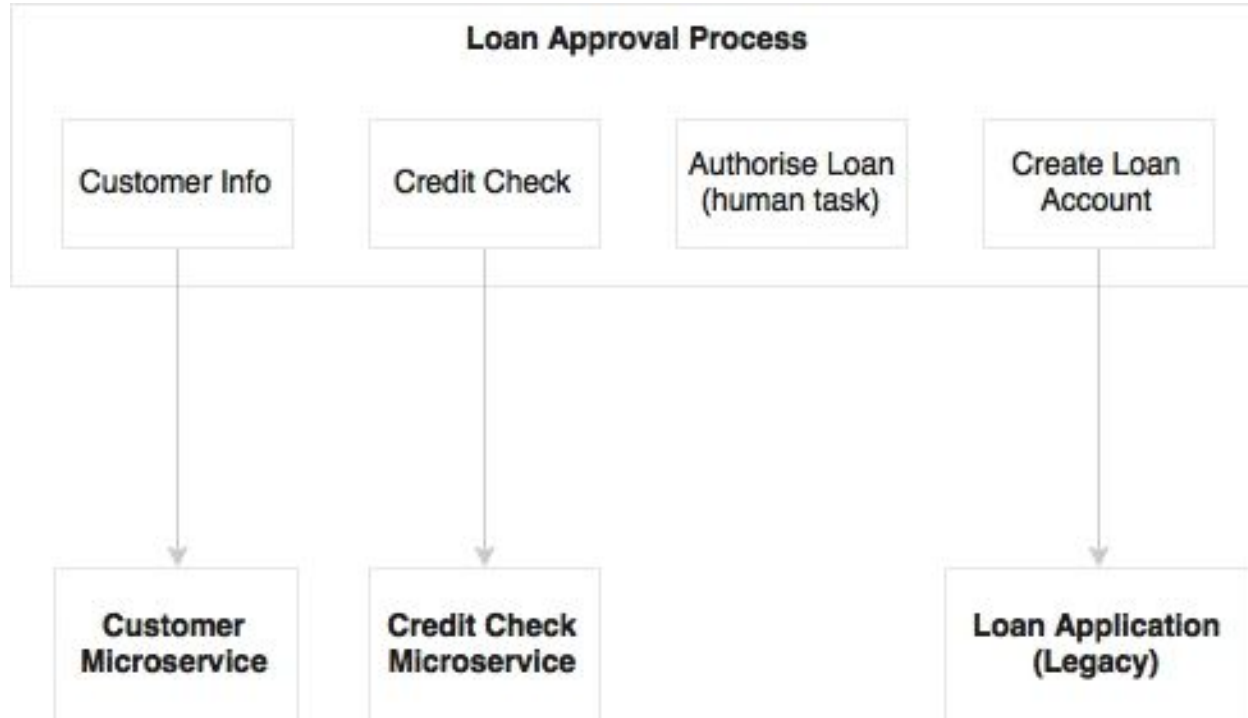 Loan Approval Process
Customer Info
Credit Check
Authorise Loan
(human task)
Create Loan
Account
Customer
Microservice
Credit Check
Microservice
Loan Application
(Legacy)